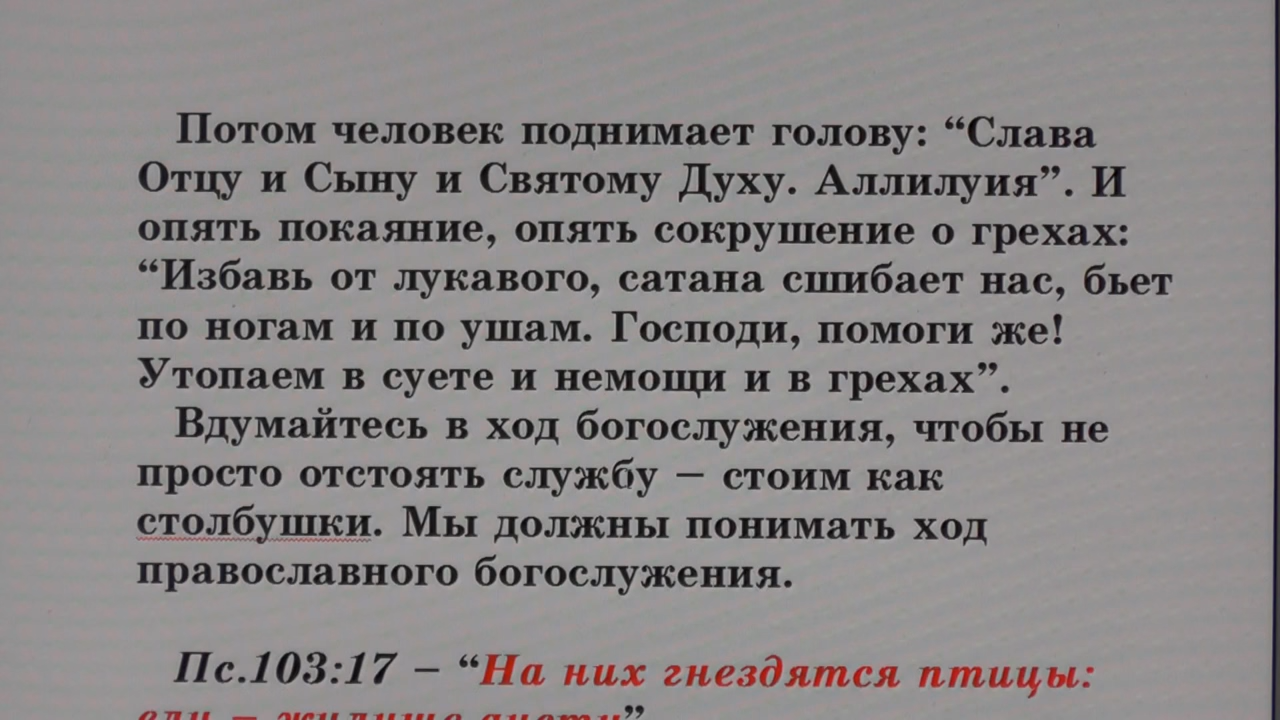 Потом человек поднимает голову: “Слава
Отцу и Сыну и Святому Духу. Аллилуия”. И
опять покаяние, опять сокрушение о грехах:
“Избавь от лукавого, сатана сшибает нас, бьет
по ногам и по ушам. Господи, помоги же!
Утопаем в суете и немощи и в грехах”.
Вдумайтесь в ход богослужения, чтобы не
просто отстоять службу – стоим как
столбушки. Мы должны понимать ход
православного богослужения.
Пс.103:17 – “На них гнездятся птицы:
ели – жилище аисту”